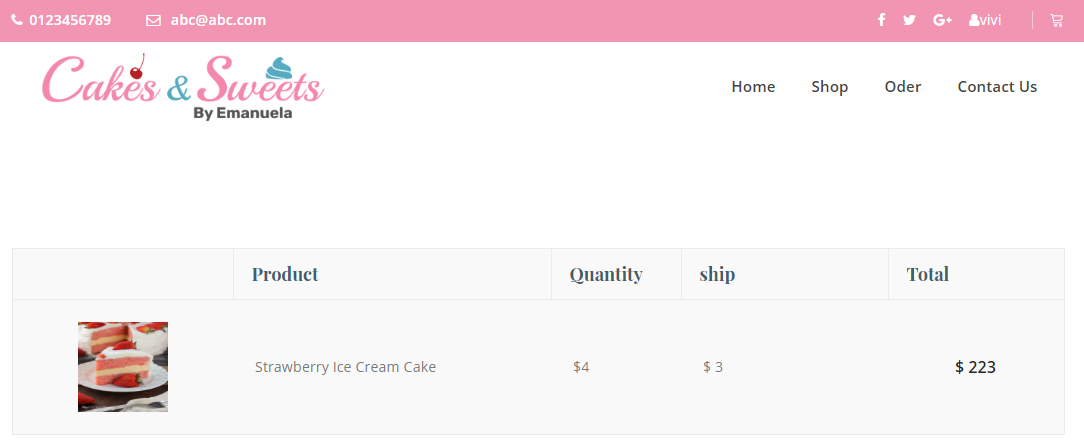 0123456789 abc@abc.com vivi
Cakes & Sweets
By Emanuela
Home Shop Oder Contact Us
Product Quantity ship Total
Strawberry Ice Cream Cake $4 $ 3 $ 223